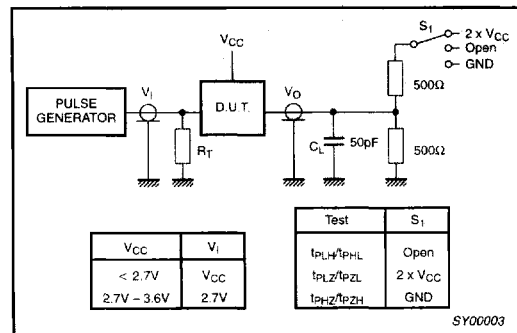 S1
2 x VCC
Open
GND
VCC
500Ω
PULSE
GENERATOR
VI
D.U.T.
VO
RT
CL
50pF
500Ω
VCC VI
< 2.7V VCC
2.7V – 3.6V 2.7V
Test S1
tPLH/tPHL Open
tPLZ/tPZL 2 x VCC
tPHZ/tPZH GND
SY00003